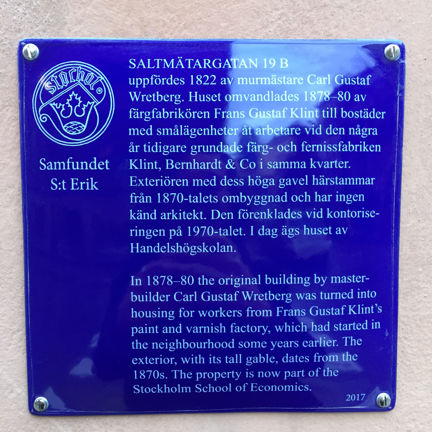 Storhol
Samfundet
S:t Erik
SALTMÄTARGATAN 19 B
uppfördes 1822 av murmästare Carl Gustaf
Wretberg. Huset omvandlades 1878–80 av
färgfabrikören Frans Gustaf Klint till bostäder
med smålägenheter åt arbetare vid den några
år tidigare grundade färg- och fernissfabriken
Klint, Bernhardt & Co i samma kvarter.
Exteriören med dess höga gavel härstammar
från 1870-talets ombyggnad och har ingen
känd arkitekt. Den förenklades vid kontorise-
ringen på 1970-talet. I dag ägs huset av
Handelshögskolan.
In 1878–80 the original building by master-
builder Carl Gustaf Wretberg was turned into
housing for workers from Frans Gustaf Klint's
paint and varnish factory, which had started in
the neighbourhood some years earlier. The
exterior, with its tall gable, dates from the
1870s. The property is now part of the
Stockholm School of Economics.
2017